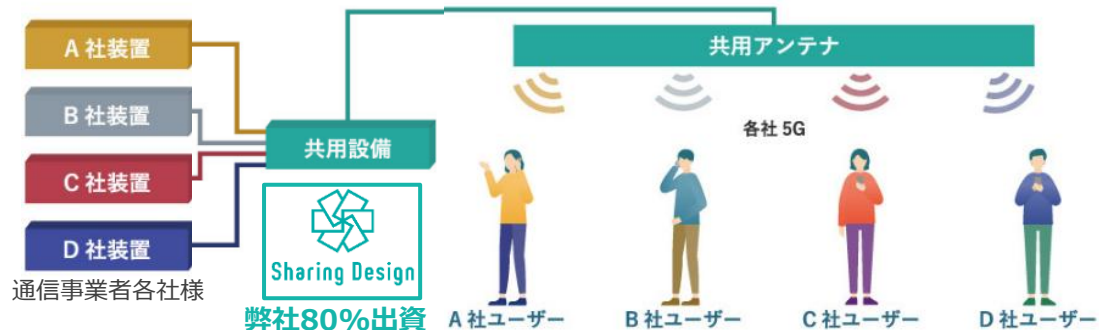 A 社装置
B 社装置
C 社装置
D 社装置
通信事業者各社様
共用設備
Sharing Design
弊社80%出資
共用アンテナ
各社 5G
A 社ユーザー
B 社ユーザー
C 社ユーザー
D 社ユーザー